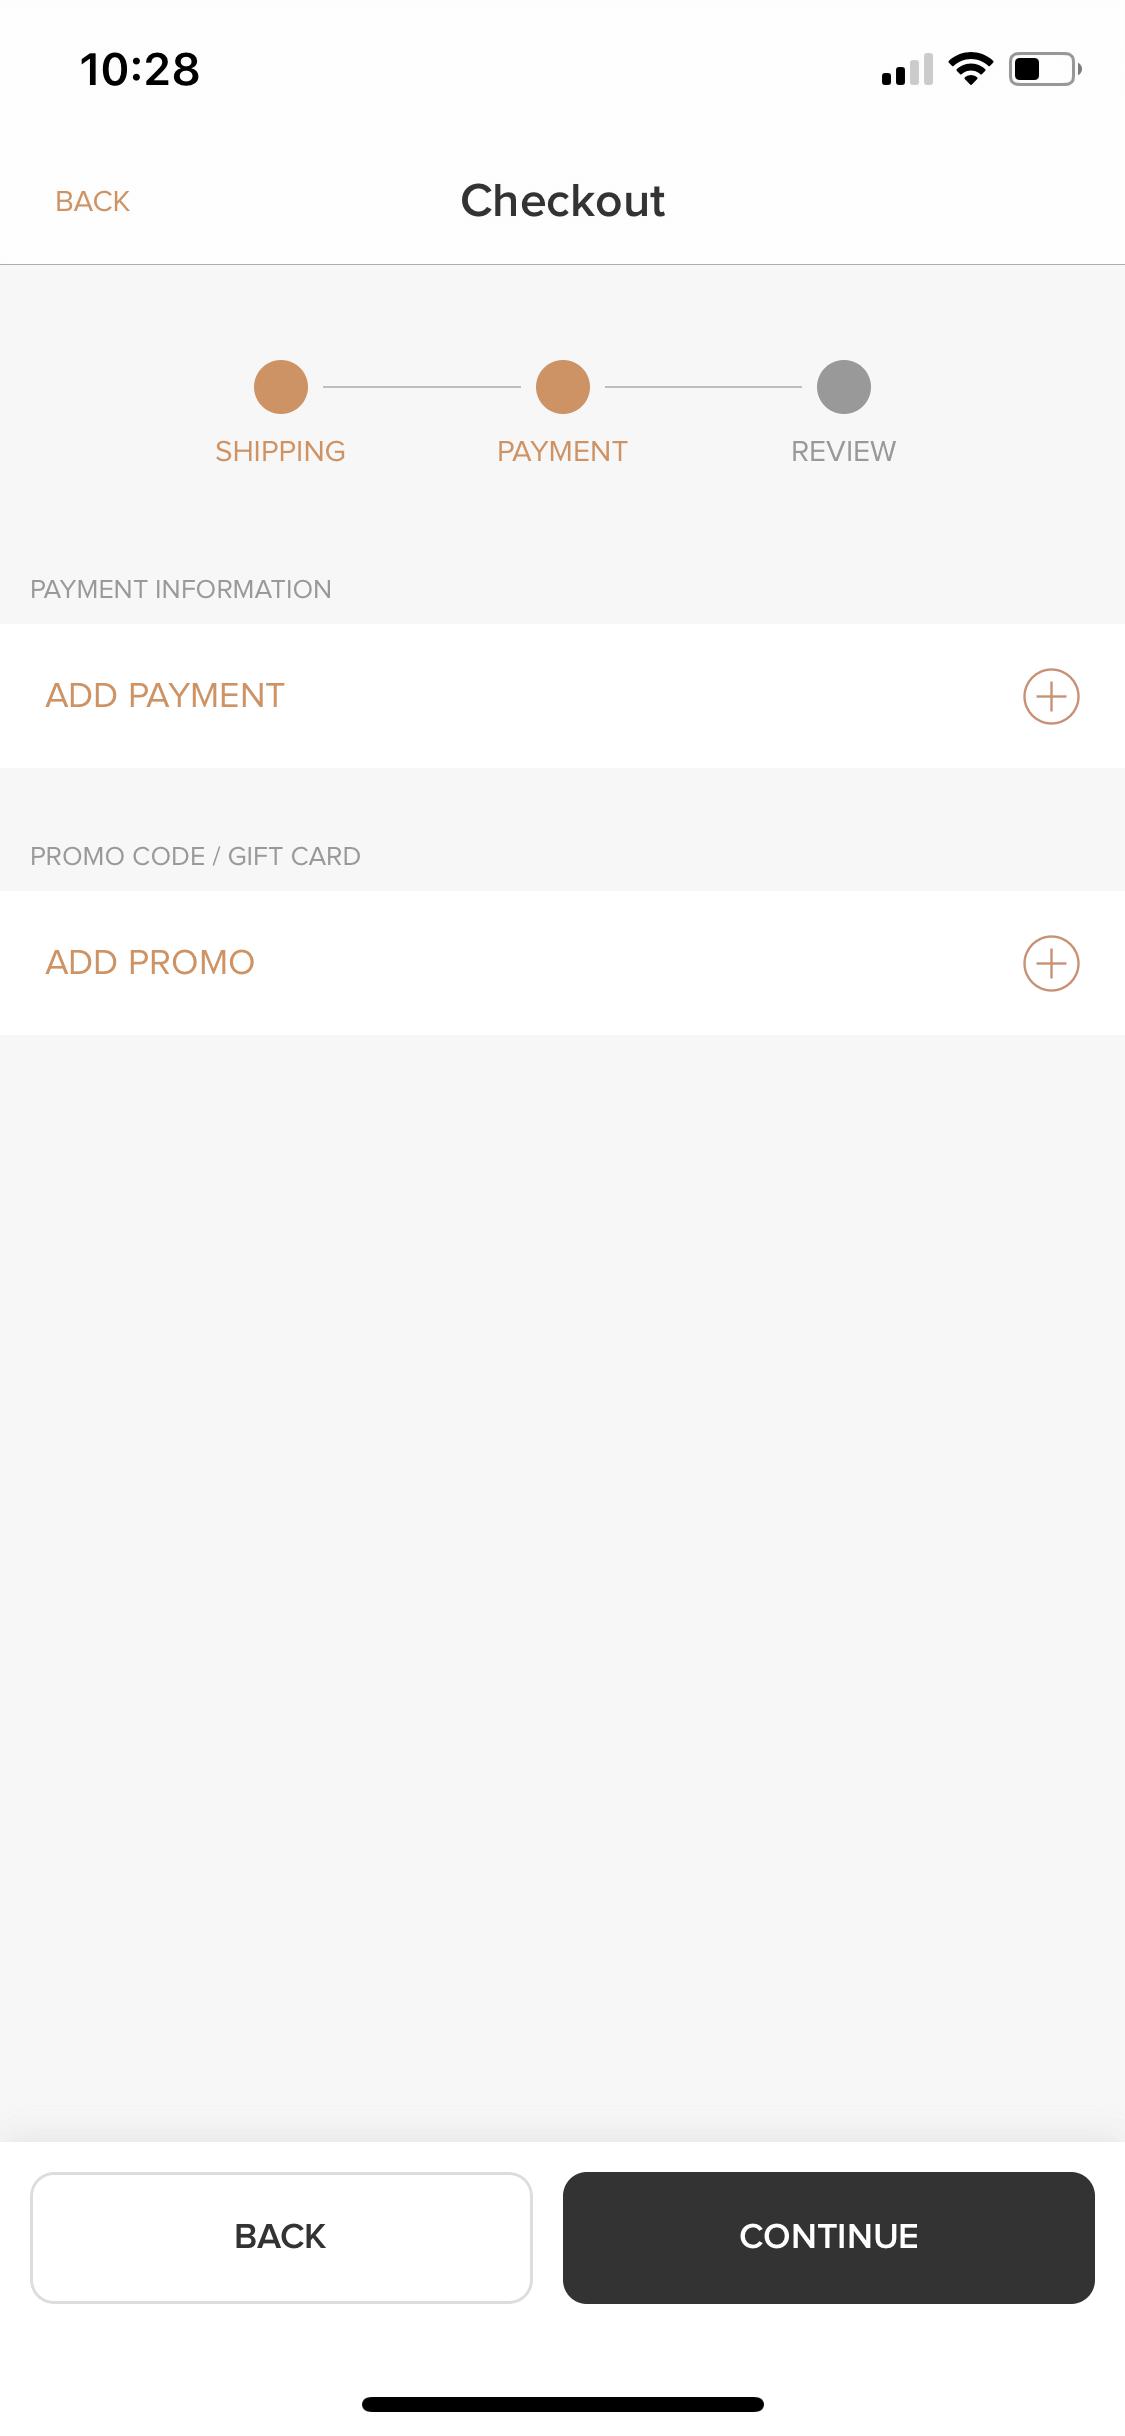 10:28
BACK
Checkout
SHIPPING
PAYMENT
REVIEW
PAYMENT INFORMATION
ADD PAYMENT
PROMO CODE / GIFT CARD
ADD PROMO
BACK
CONTINUE